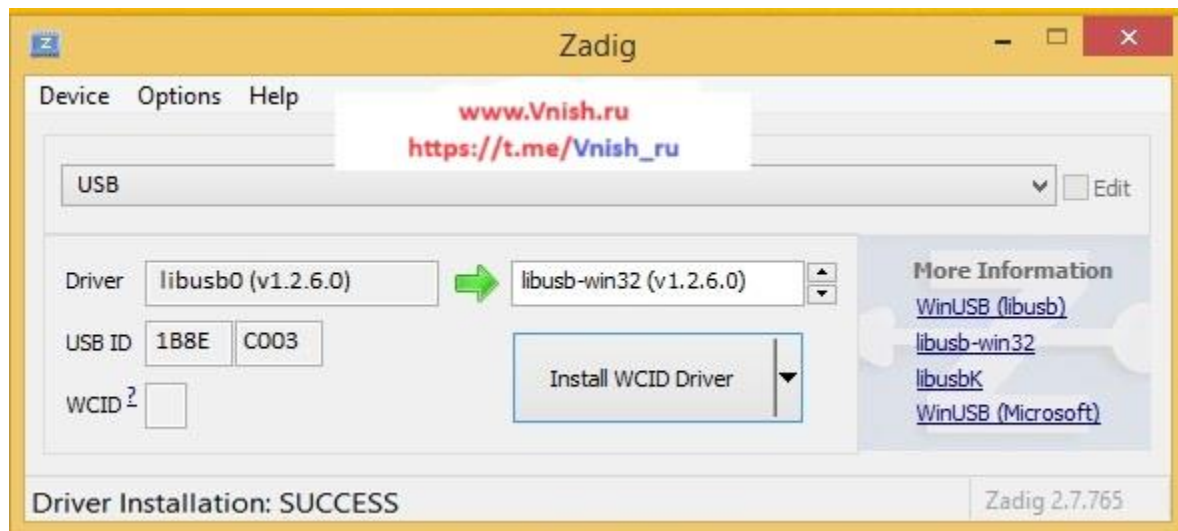 Zadig
Device Options Help
www.Vnish.ru
https://t.me/Vnish_ru
USB
Edit
Driver libusb0 (v1.2.6.0) libusb-win32 (v1.2.6.0)
USB ID 1B8E C003
WCID ?
Install WCID Driver
More Information
WinUSB (libusb)
libusb-win32
libusbK
WinUSB (Microsoft)
Driver Installation: SUCCESS
Zadig 2.7.765